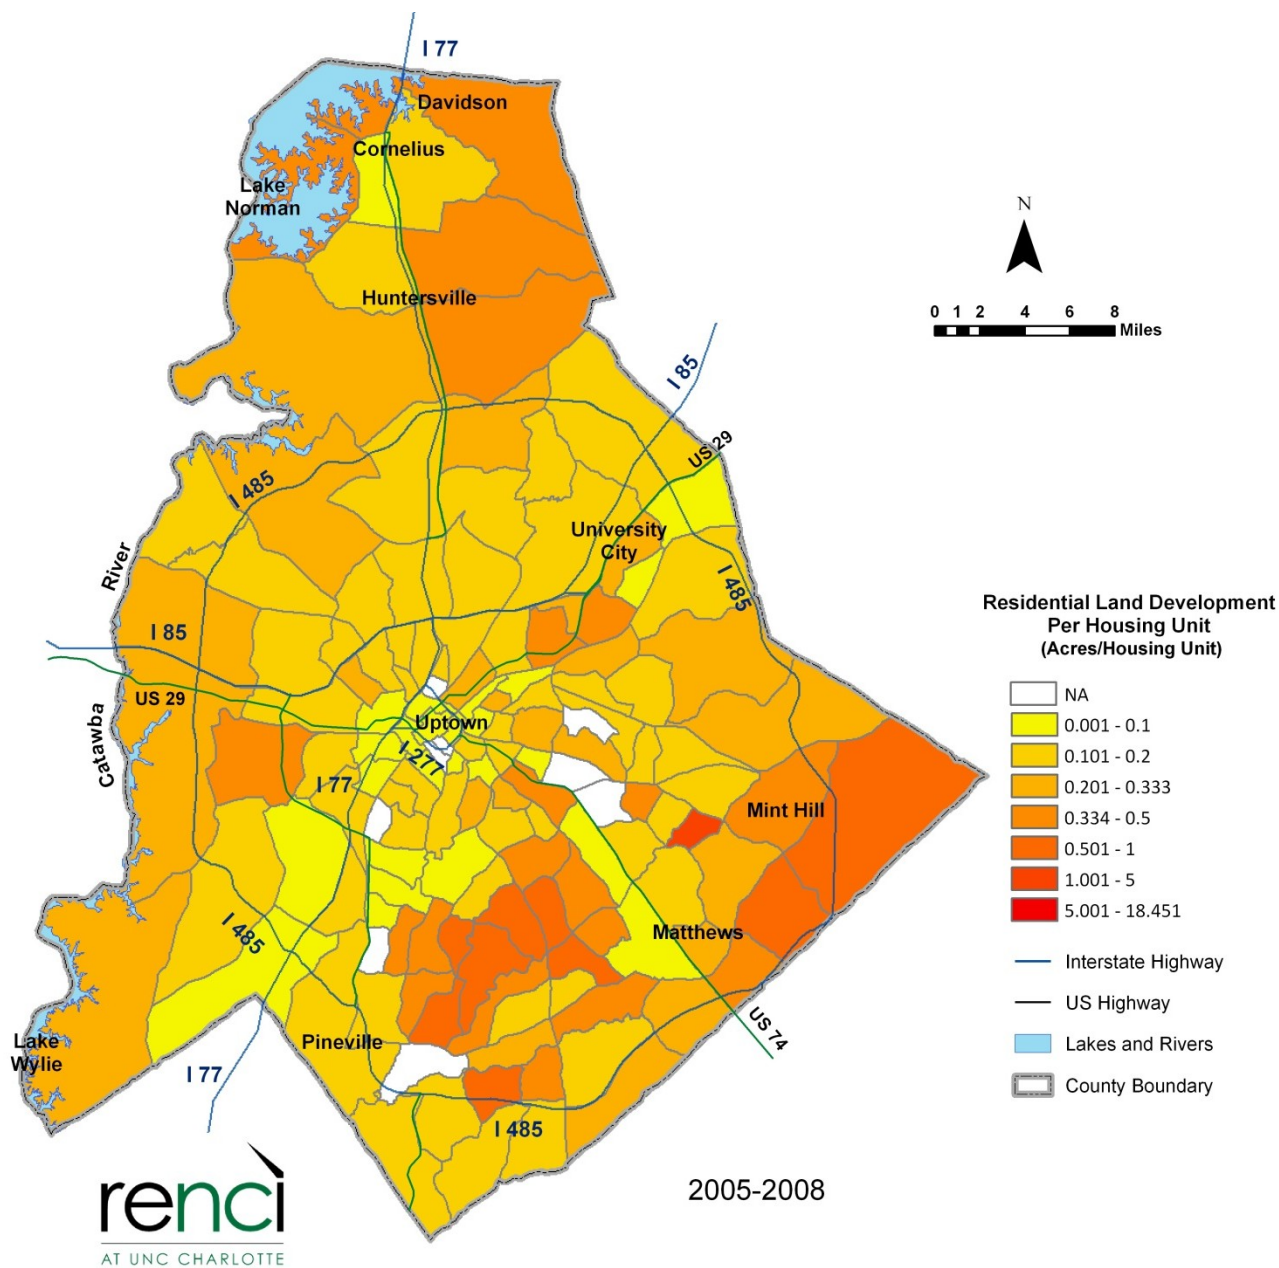 I 77
Davidson
Cornelius
Lake
Norman
Huntersville
N
0 1 2 4 6 8
Miles
I 85
US 29
I 485
University
City
River
I 485
I 85
US 29
Catawba
Uptown
I 277
I 77
Mint Hill
Matthews
I 485
Pineville
US 74
Lake
Wylie
I 77
I 485
Residential Land Development
Per Housing Unit
(Acres/Housing Unit)
NA
0.001 - 0.1
0.101 - 0.2
0.201 - 0.333
0.334 - 0.5
0.501 - 1
1.001 - 5
5.001 - 18.451
Interstate Highway
US Highway
Lakes and Rivers
County Boundary
2005-2008
renci
AT UNC CHARLOTTE